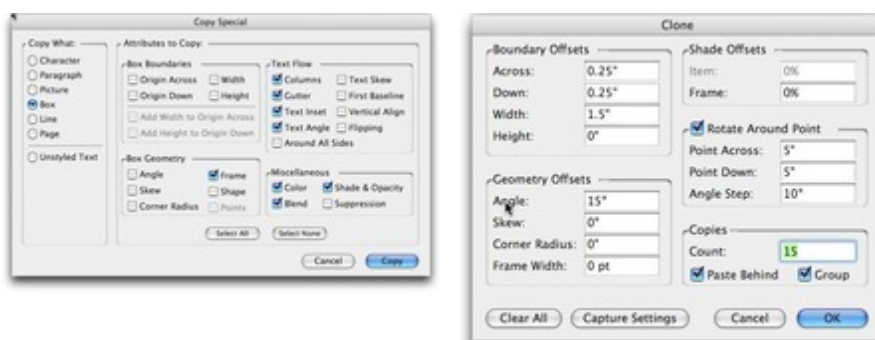 Copy Special
Copy What:
Character
Paragraph
Picture
Box
Line
Page
Unstyled Text
Attributes to Copy:
Box Boundaries
Origin Across Width
Origin Down Height
Add Width to Origin Across
Add Height to Origin Down
Box Geometry
Angle Frame
Skew Shape
Corner Radius Points
Text Flow
Columns Text Skew
Gutter First Baseline
Text Inset Vertical Align
Text Angle Flipping
Around All Sides
Miscellaneous
Color Shade & Opacity
Blend Suppression
Select All Select None
Cancel Copy
Clone
Boundary Offsets
Across: 0.25"
Down: 0.25"
Width: 1.5"
Height: 0"
Geometry Offsets
Angle: 15°
Skew: 0°
Corner Radius: 0"
Frame Width: 0 pt
Shade Offsets
Item: 0%
Frame: 0%
Rotate Around Point
Point Across: 5"
Point Down: 5"
Angle Step: 10°
Copies
Count: 15
Paste Behind Group
Clear All Capture Settings Cancel OK